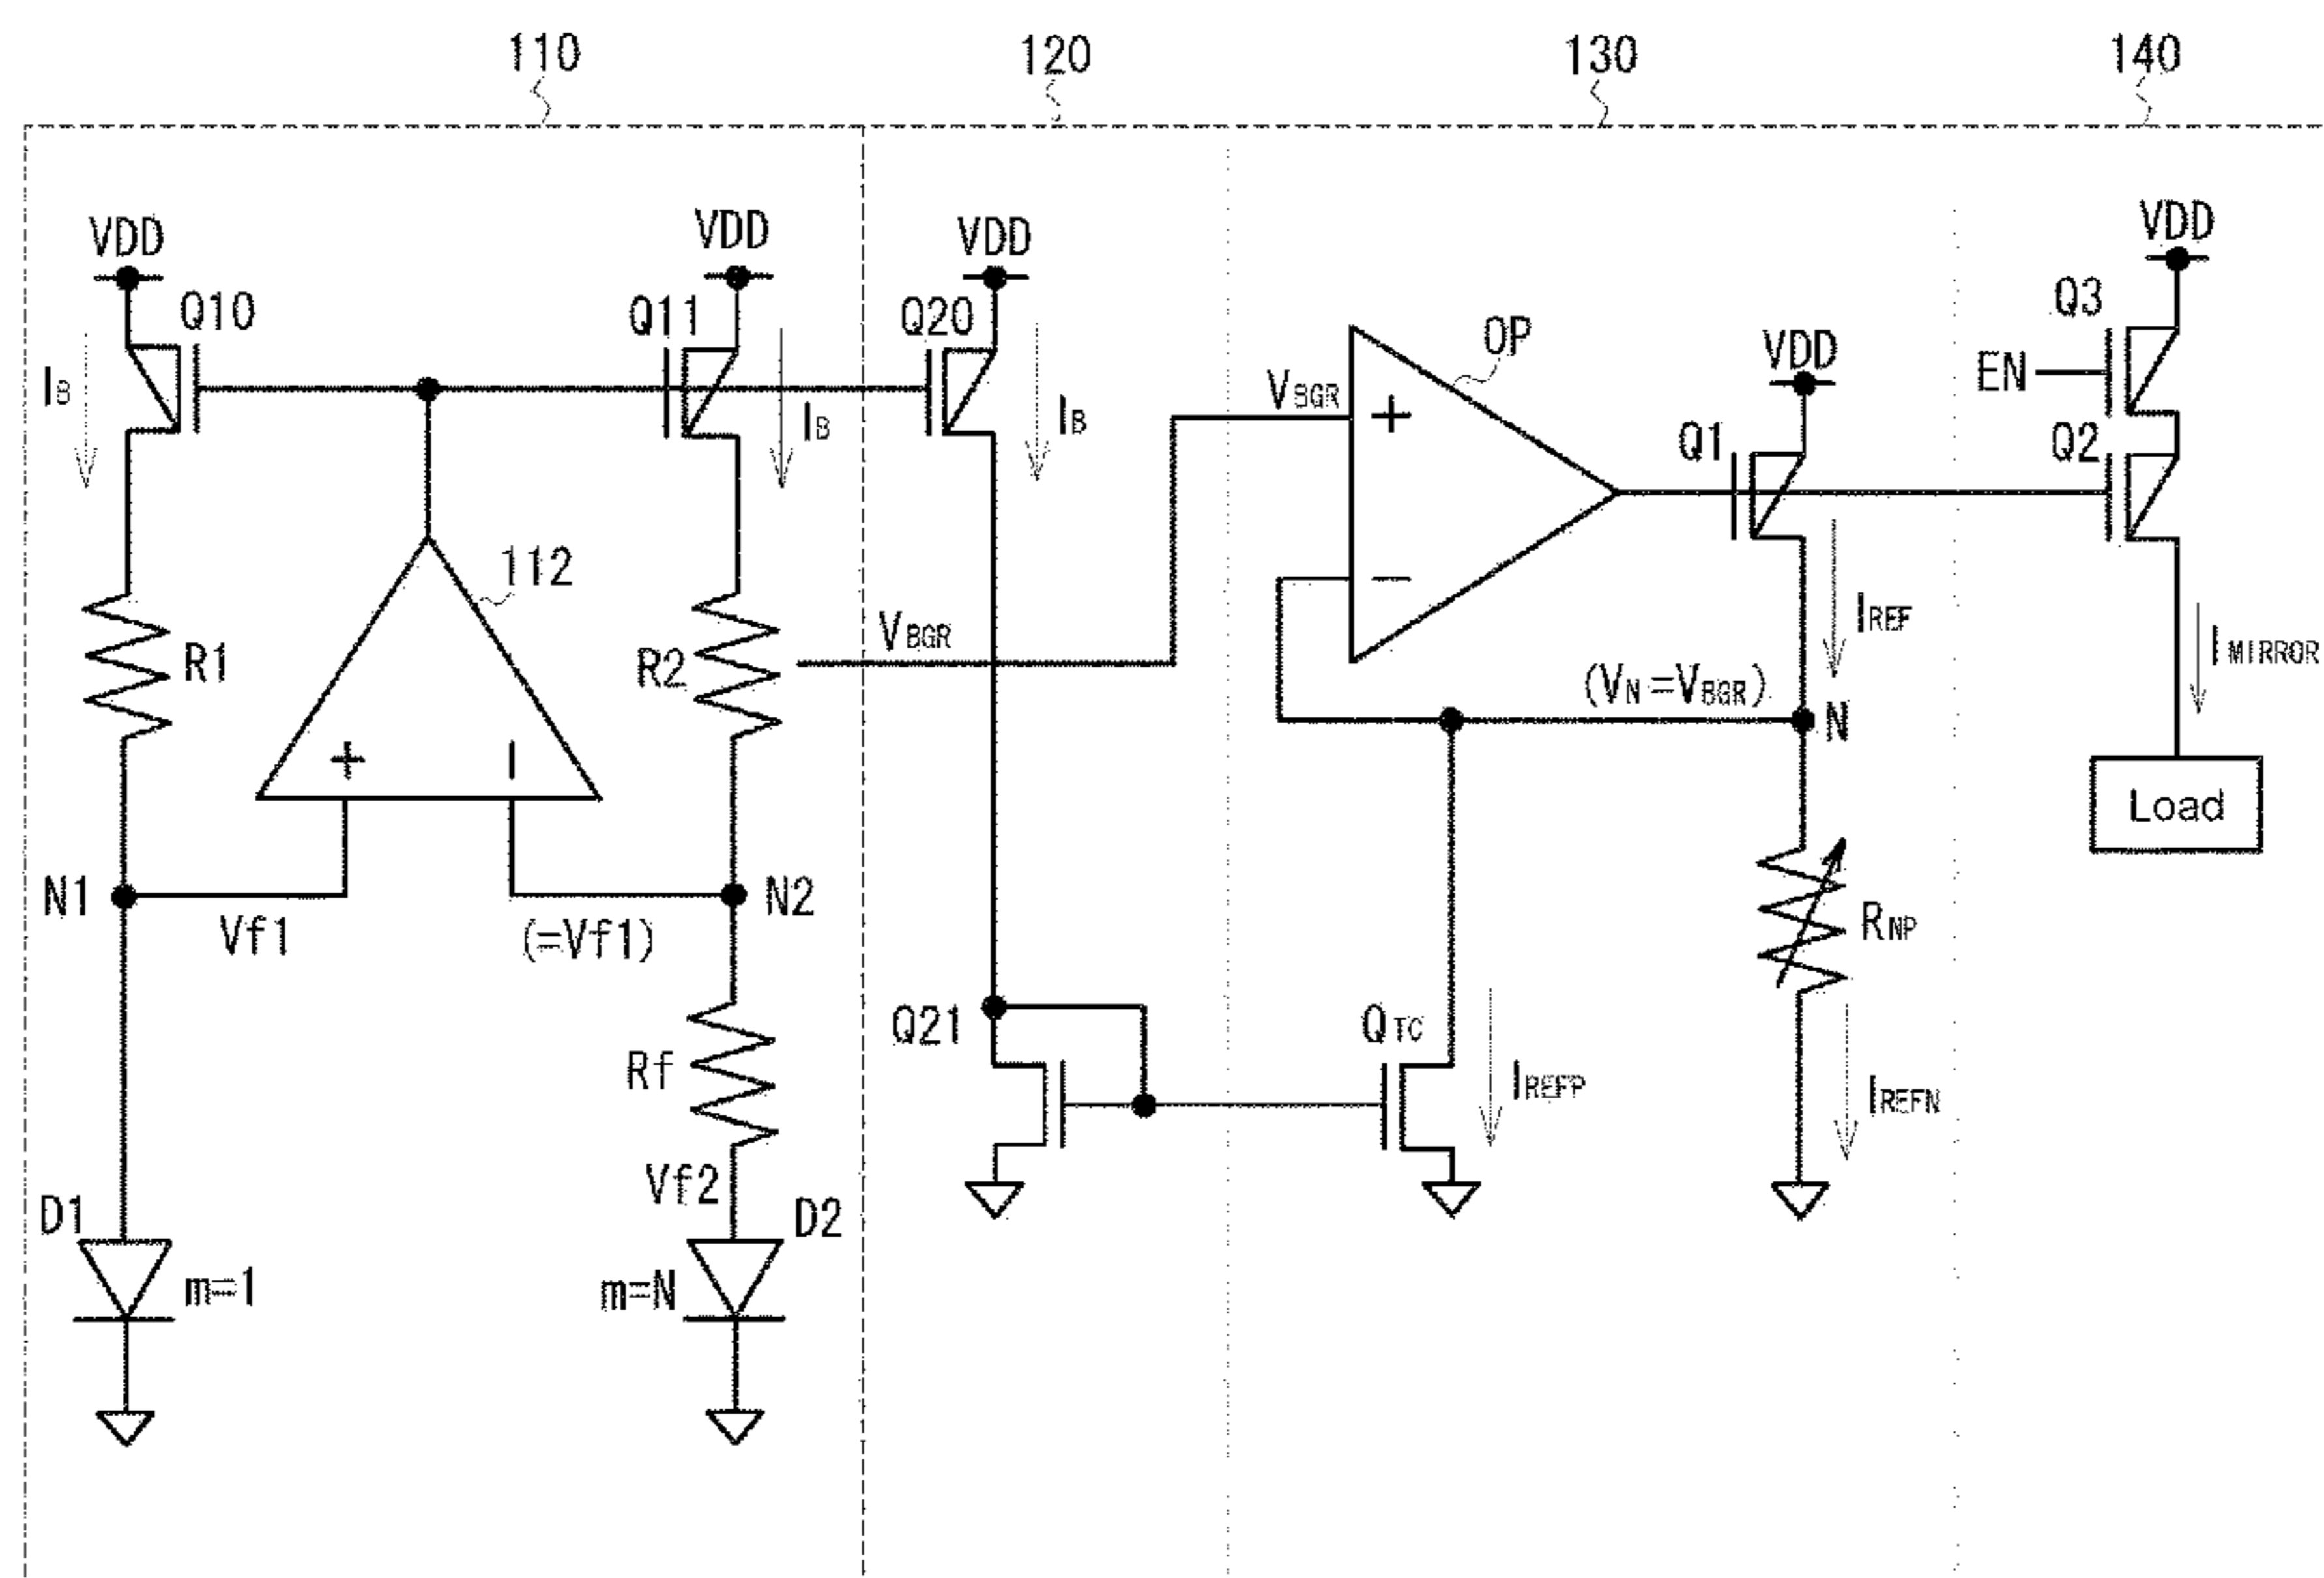 110
120
130
140
VDD
VDD
VDD
VDD
VDD
Q10
Q11
Q20
Q3
EN
IB
IB
IB
VBGR
+
OP
Q1
Q2
112
−
IREF
R1
R2
VBGR
(VN=VBGR)
N
IMIRROR
+
−
Load
N1
Vf1
(=Vf1)
N2
RNP
Q21
QTC
Rf
IREFP
IREFN
Vf2
D1
D2
m=1
m=N